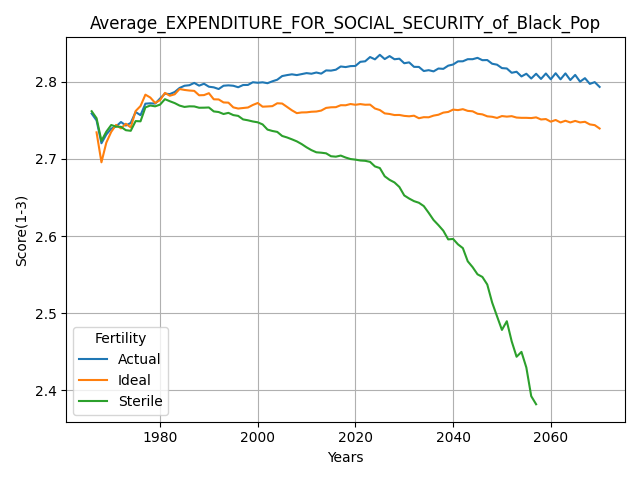 Average_EXPENDITURE_FOR_SOCIAL_SECURITY_of_Black_Pop
Score(1-3)
2.8
2.7
2.6
2.5
2.4
Fertility
Actual
Ideal
Sterile
1980
2000
2020
2040
2060
Years